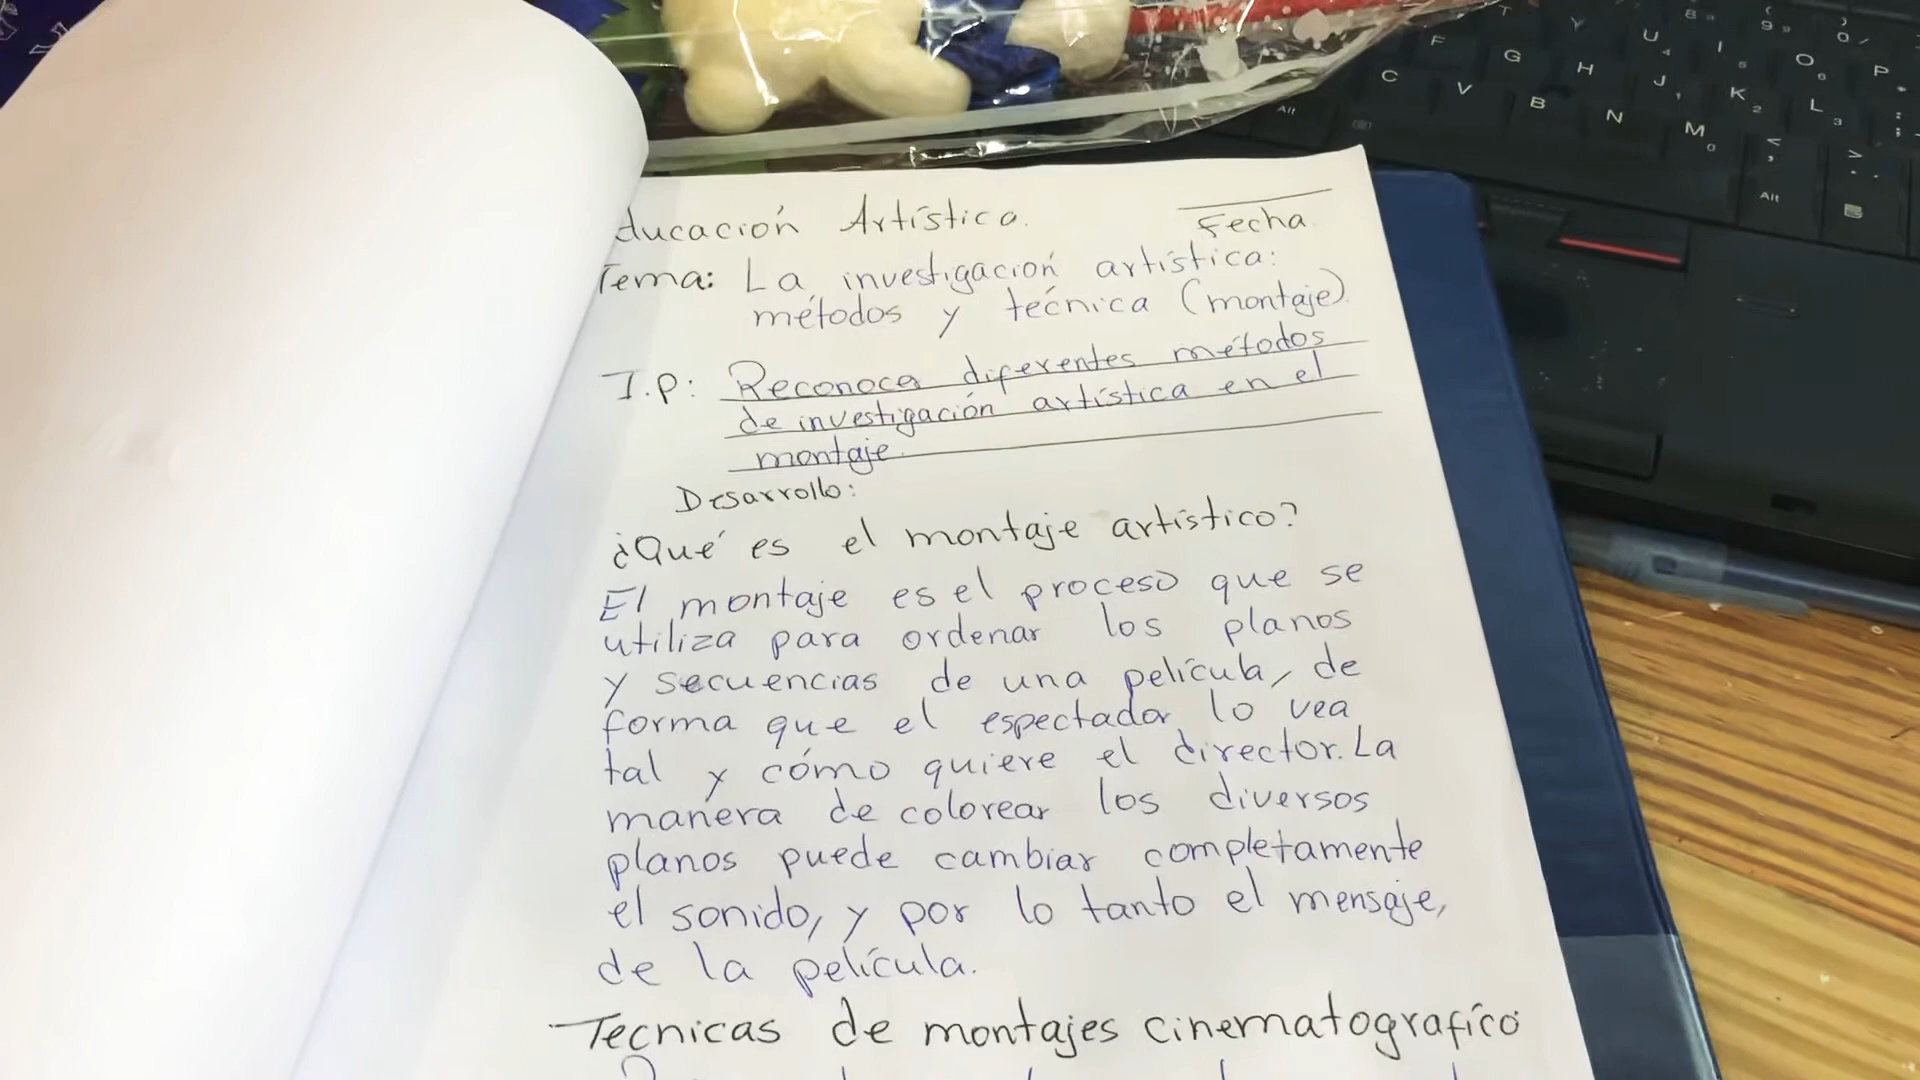 Educación Artística.
Fecha.
Tema: La investigación artística:
métodos y técnica (montaje).
I.P: Reconocer diferentes métodos
de investigación artística en el
montaje.
Desarrollo:
¿Qué es el montaje artístico?
El montaje es el proceso que se
utiliza para ordenar los planos
y secuencias de una película, de
forma que el espectador lo vea
tal y cómo quiere el director. La
manera de colorear los diversos
planos puede cambiar completamente
el sonido, y por lo tanto el mensaje,
de la película.
Tecnicas de montajes cinematografíco